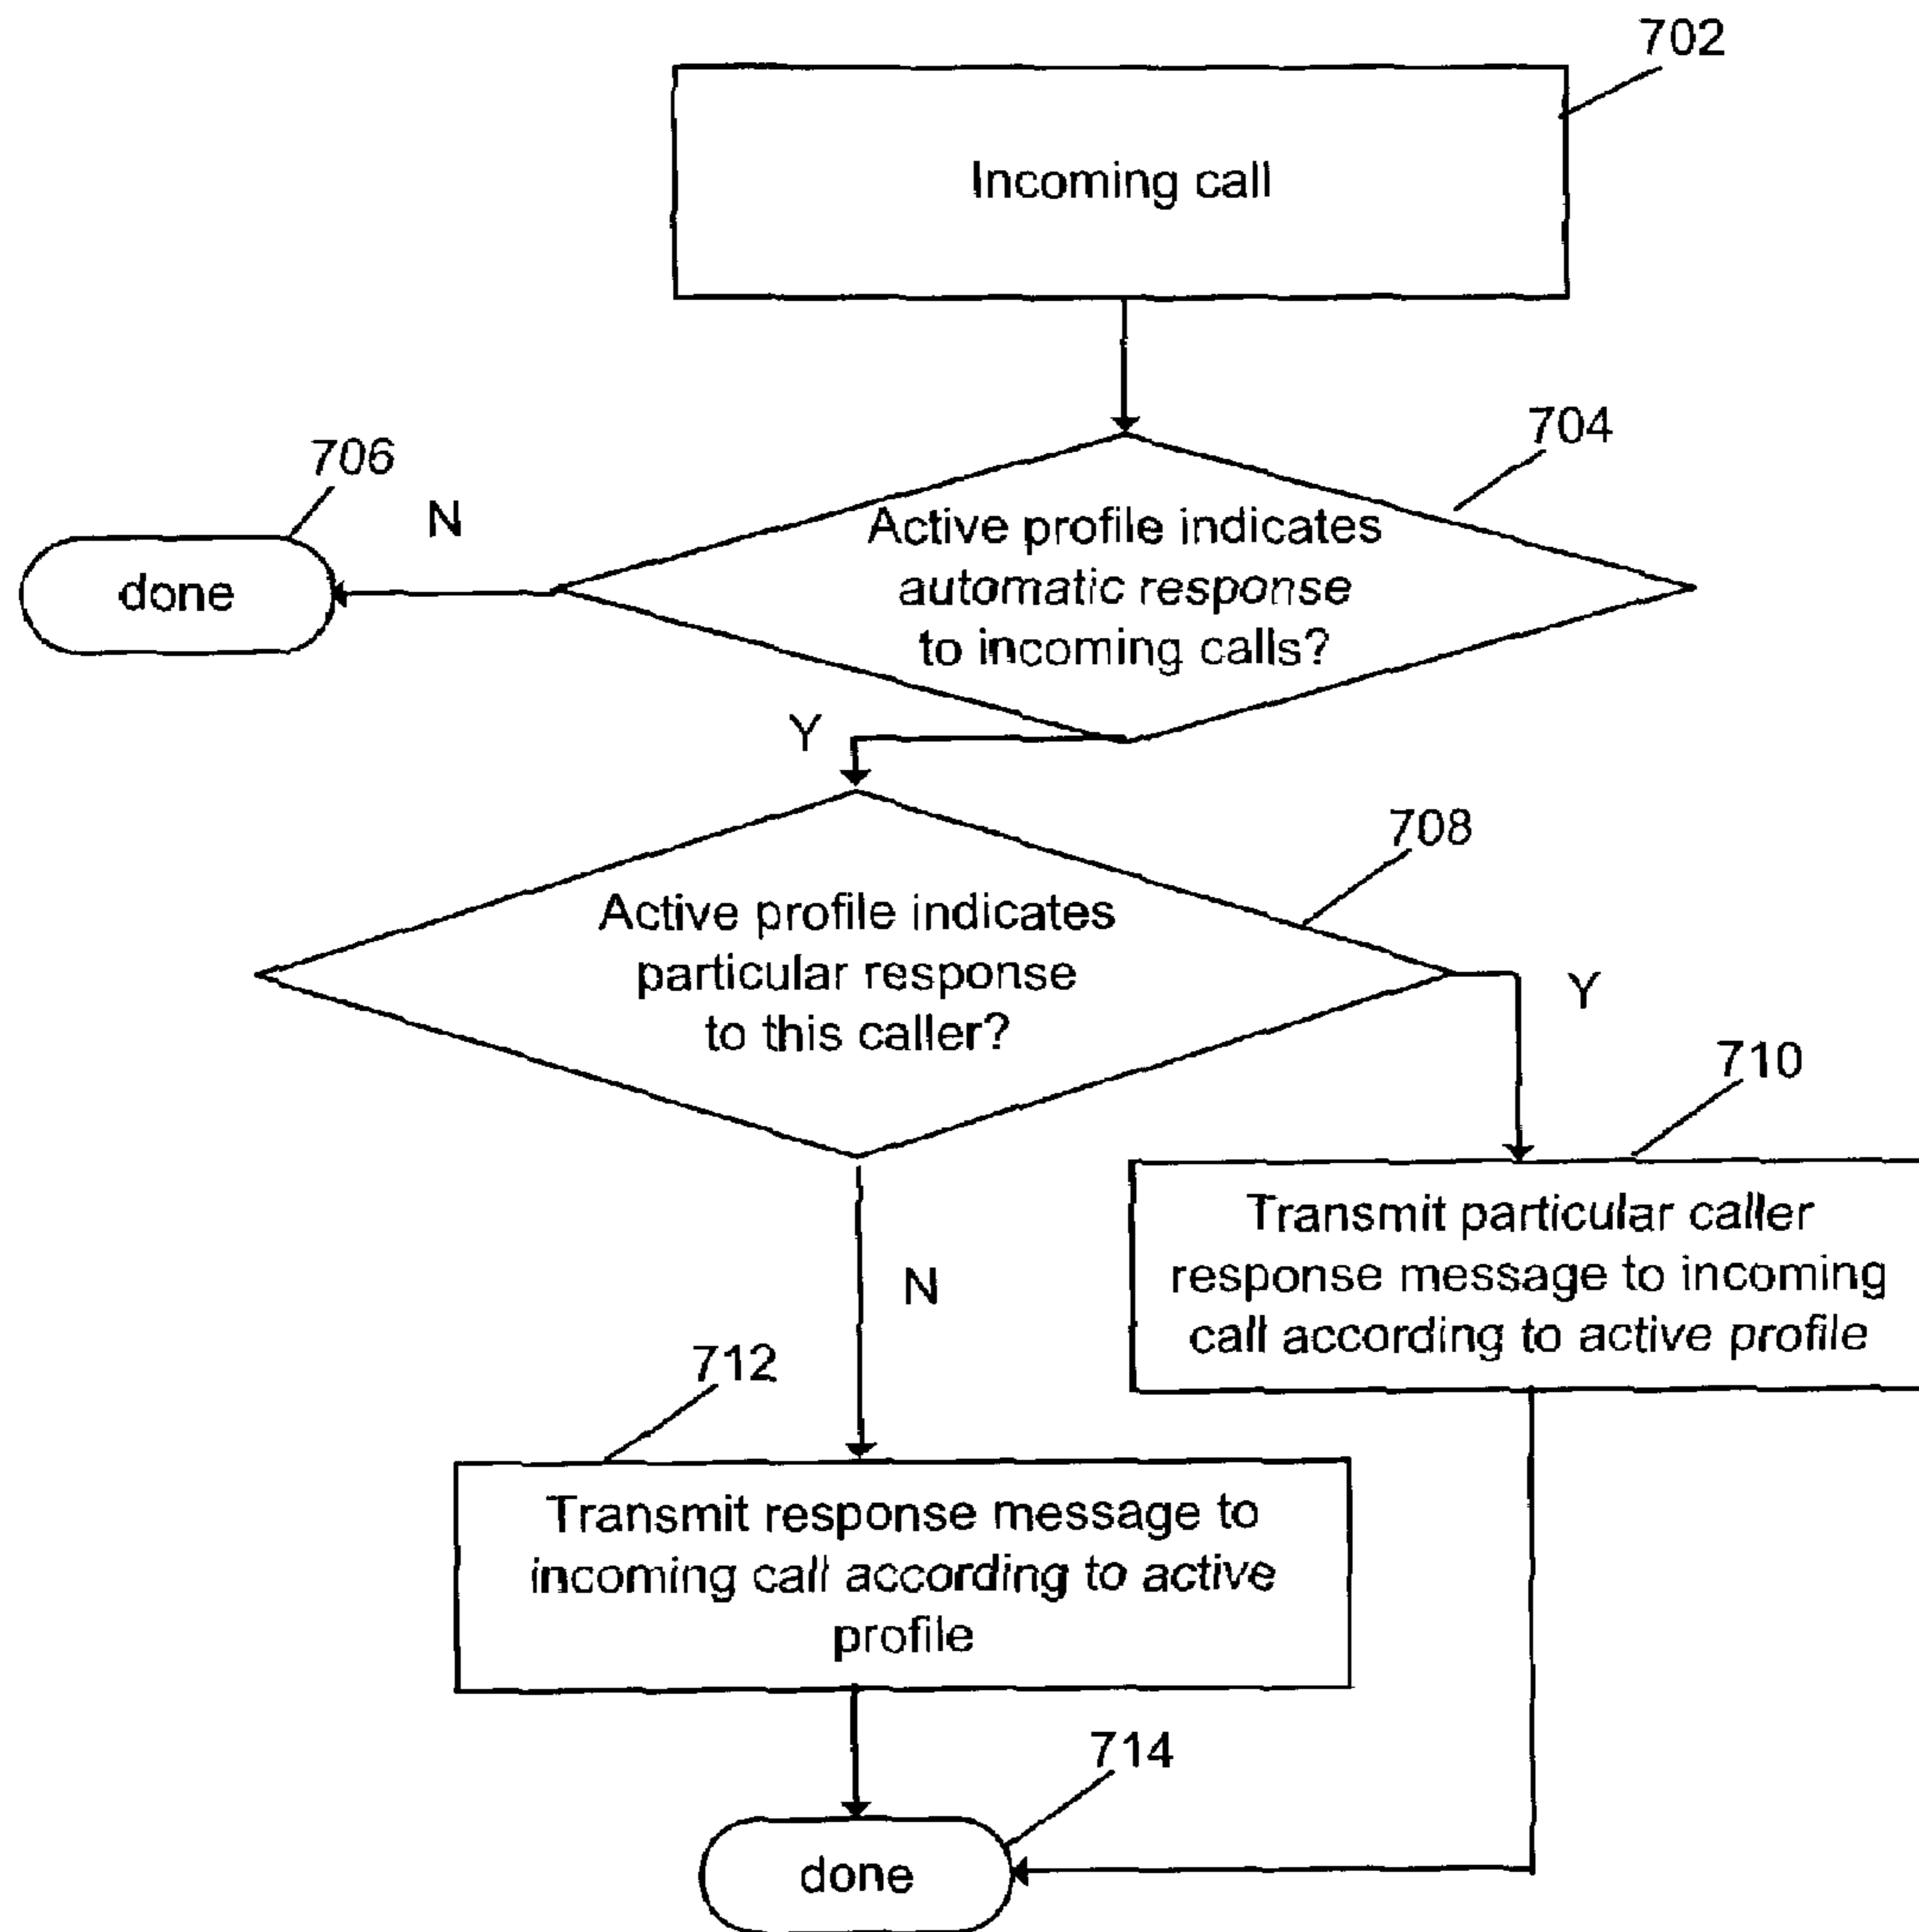 702
Incoming call
704
706
N
Active profile indicates
automatic response
to incoming calls?
done
Y
708
Active profile indicates
particular response
to this caller?
Y
710
Transmit particular caller
response message to incoming
call according to active profile
N
712
Transmit response message to
incoming call according to active
profile
714
done